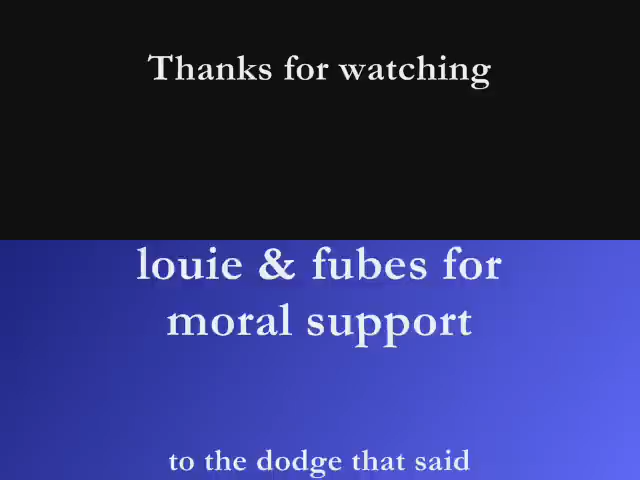 Thanks for watching
louie & fubes for
moral support
to the dodge that said